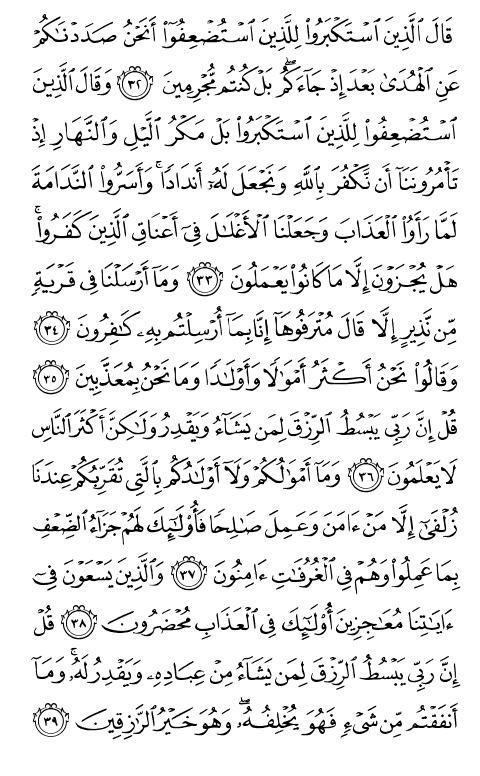 قَالَ ٱلَّذِينَ ٱسۡتَكۡبَرُواْ لِلَّذِينَ ٱسۡتُضۡعِفُوٓاْ أَنَحۡنُ صَدَدۡنَٰكُمۡ
عَنِ ٱلۡهُدَىٰ بَعۡدَ إِذۡ جَآءَكُمۖ بَلۡ كُنتُم مُّجۡرِمِينَ ٣٢ وَقَالَ ٱلَّذِينَ
ٱسۡتُضۡعِفُواْ لِلَّذِينَ ٱسۡتَكۡبَرُواْ بَلۡ مَكۡرُ ٱلَّيۡلِ وَٱلنَّهَارِ إِذۡ
تَأۡمُرُونَنَآ أَن نَّكۡفُرَ بِٱللَّهِ وَنَجۡعَلَ لَهُۥٓ أَندَادٗاۚ وَأَسَرُّواْ ٱلنَّدَامَةَ
لَمَّا رَأَوُاْ ٱلۡعَذَابَ وَجَعَلۡنَا ٱلۡأَغۡلَٰلَ فِيٓ أَعۡنَاقِ ٱلَّذِينَ كَفَرُواْۚ
هَلۡ يُجۡزَوۡنَ إِلَّا مَا كَانُواْ يَعۡمَلُونَ ٣٣ وَمَآ أَرۡسَلۡنَا فِي قَرۡيَةٖ
مِّن نَّذِيرٍ إِلَّا قَالَ مُتۡرَفُوهَآ إِنَّا بِمَآ أُرۡسِلۡتُم بِهِۦ كَٰفِرُونَ ٣٤
وَقَالُواْ نَحۡنُ أَكۡثَرُ أَمۡوَٰلٗا وَأَوۡلَٰدٗا وَمَا نَحۡنُ بِمُعَذَّبِينَ ٣٥
قُلۡ إِنَّ رَبِّي يَبۡسُطُ ٱلرِّزۡقَ لِمَن يَشَآءُ وَيَقۡدِرُ وَلَٰكِنَّ أَكۡثَرَ ٱلنَّاسِ
لَا يَعۡلَمُونَ ٣٦ وَمَآ أَمۡوَٰلُكُمۡ وَلَآ أَوۡلَٰدُكُم بِٱلَّتِي تُقَرِّبُكُمۡ عِندَنَا
زُلۡفَىٰٓ إِلَّا مَنۡ ءَامَنَ وَعَمِلَ صَٰلِحٗا فَأُوْلَٰٓئِكَ لَهُمۡ جَزَآءُ ٱلضِّعۡفِ
بِمَا عَمِلُواْ وَهُمۡ فِي ٱلۡغُرُفَٰتِ ءَامِنُونَ ٣٧ وَٱلَّذِينَ يَسۡعَوۡنَ فِيٓ
ءَايَٰتِنَا مُعَٰجِزِينَ أُوْلَٰٓئِكَ فِي ٱلۡعَذَابِ مُحۡضَرُونَ ٣٨ قُلۡ
إِنَّ رَبِّي يَبۡسُطُ ٱلرِّزۡقَ لِمَن يَشَآءُ مِنۡ عِبَادِهِۦ وَيَقۡدِرُ لَهُۥۚ وَمَآ
أَنفَقۡتُم مِّن شَيۡءٖ فَهُوَ يُخۡلِفُهُۥۖ وَهُوَ خَيۡرُ ٱلرَّٰزِقِينَ ٣٩